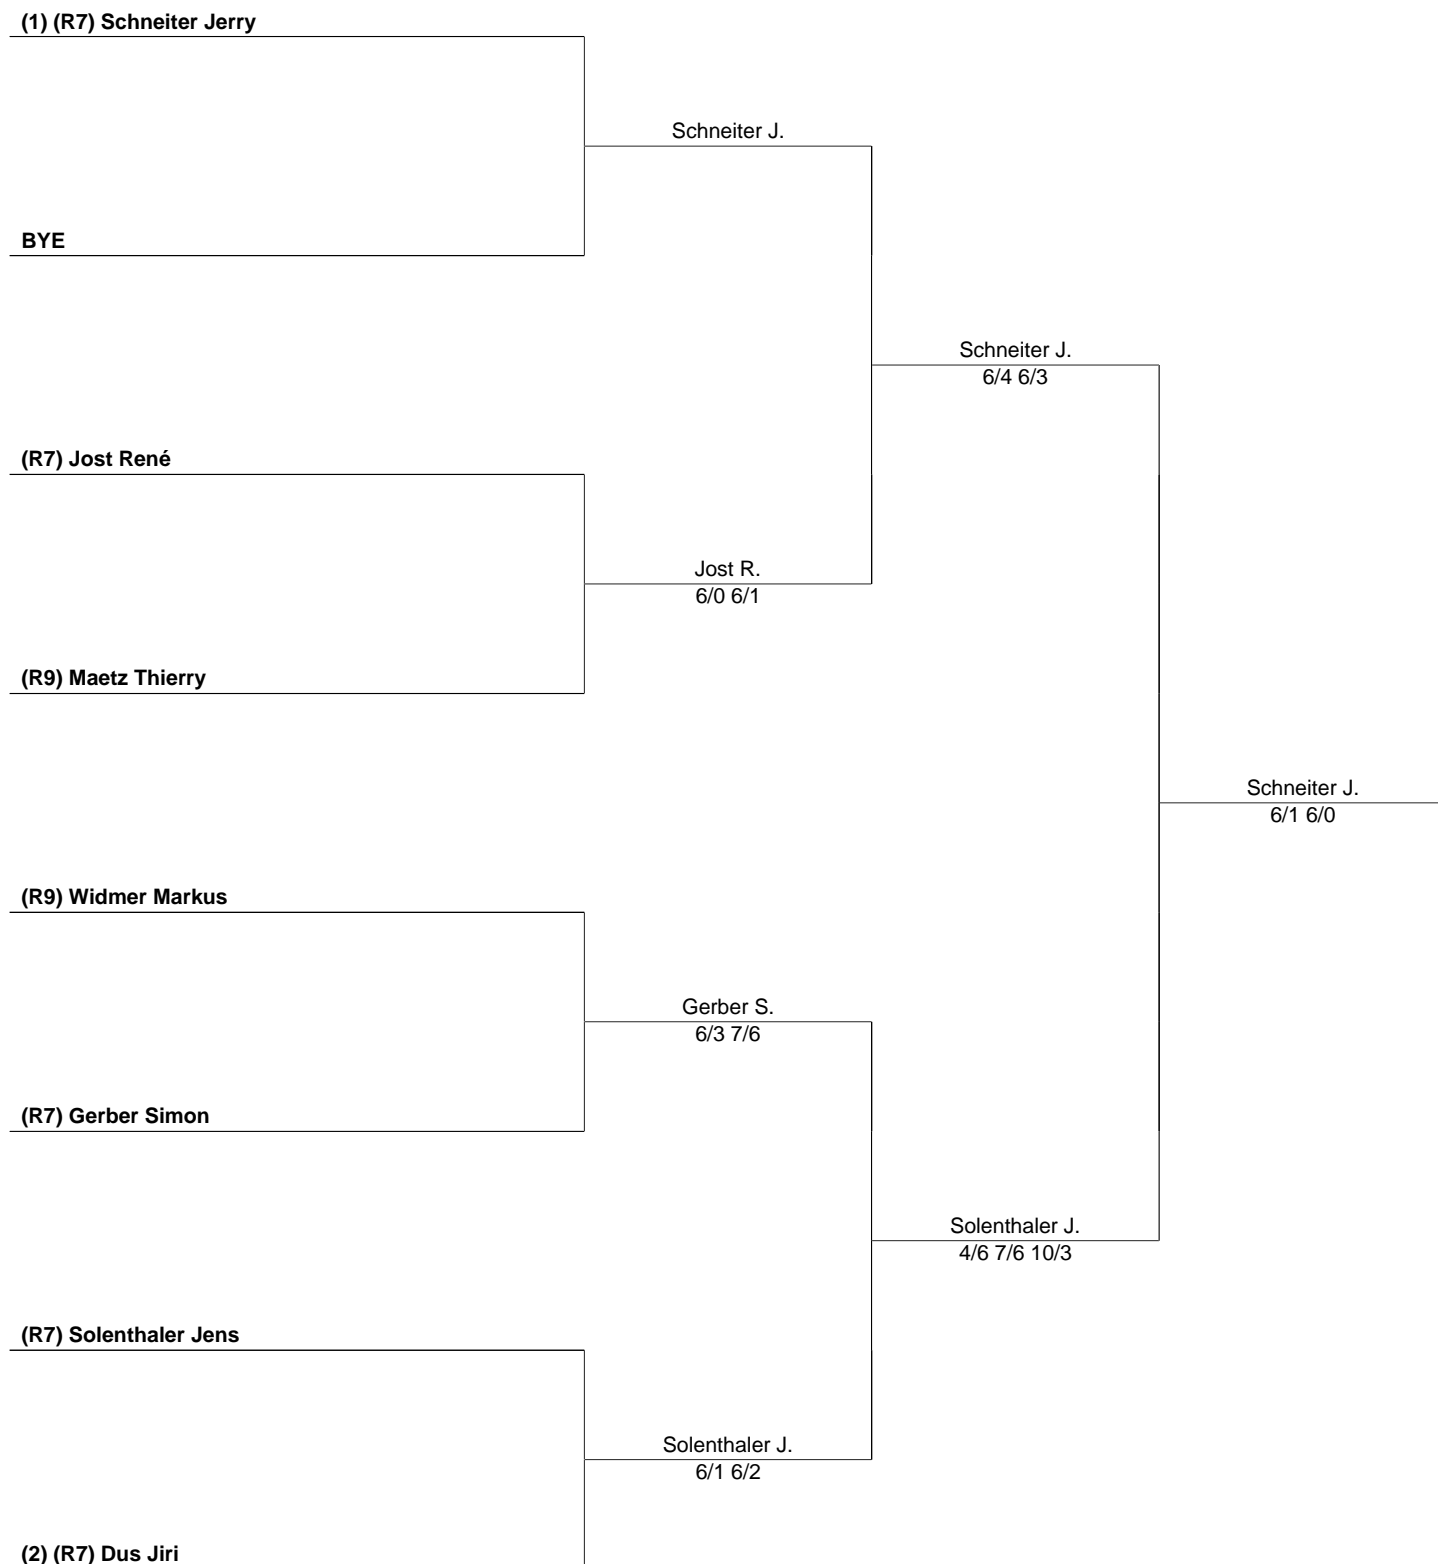 (1) (R7) Schneiter Jerry
Schneiter J.
BYE
Schneiter J.
6/4 6/3
(R7) Jost René
Jost R.
6/0 6/1
(R9) Maetz Thierry
Schneiter J.
6/1 6/0
(R9) Widmer Markus
Gerber S.
6/3 7/6
(R7) Gerber Simon
Solenthaler J.
4/6 7/6 10/3
(R7) Solenthaler Jens
Solenthaler J.
6/1 6/2
(2) (R7) Dus Jiri